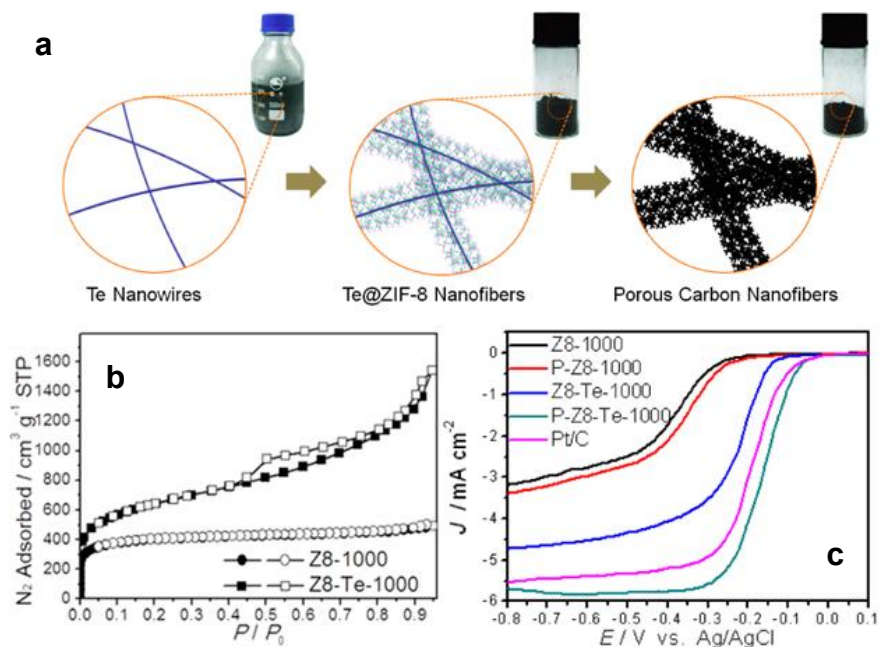 a
Te Nanowires
Te@ZIF-8 Nanofibers
Porous Carbon Nanofibers
b
N₂ Adsorbed / cm³ g⁻¹ STP
1600
1400
1200
1000
800
600
400
200
0
Z8-1000
Z8-Te-1000
0.0 0.1 0.2 0.3 0.4 0.5 0.6 0.7 0.8 0.9
P / P₀
Z8-1000
P-Z8-1000
Z8-Te-1000
P-Z8-Te-1000
Pt/C
0
-1
-2
-3
-4
-5
-6
J / mA cm⁻²
c
-0.8 -0.7 -0.6 -0.5 -0.4 -0.3 -0.2 -0.1 0.0 0.1
E / V vs. Ag/AgCl